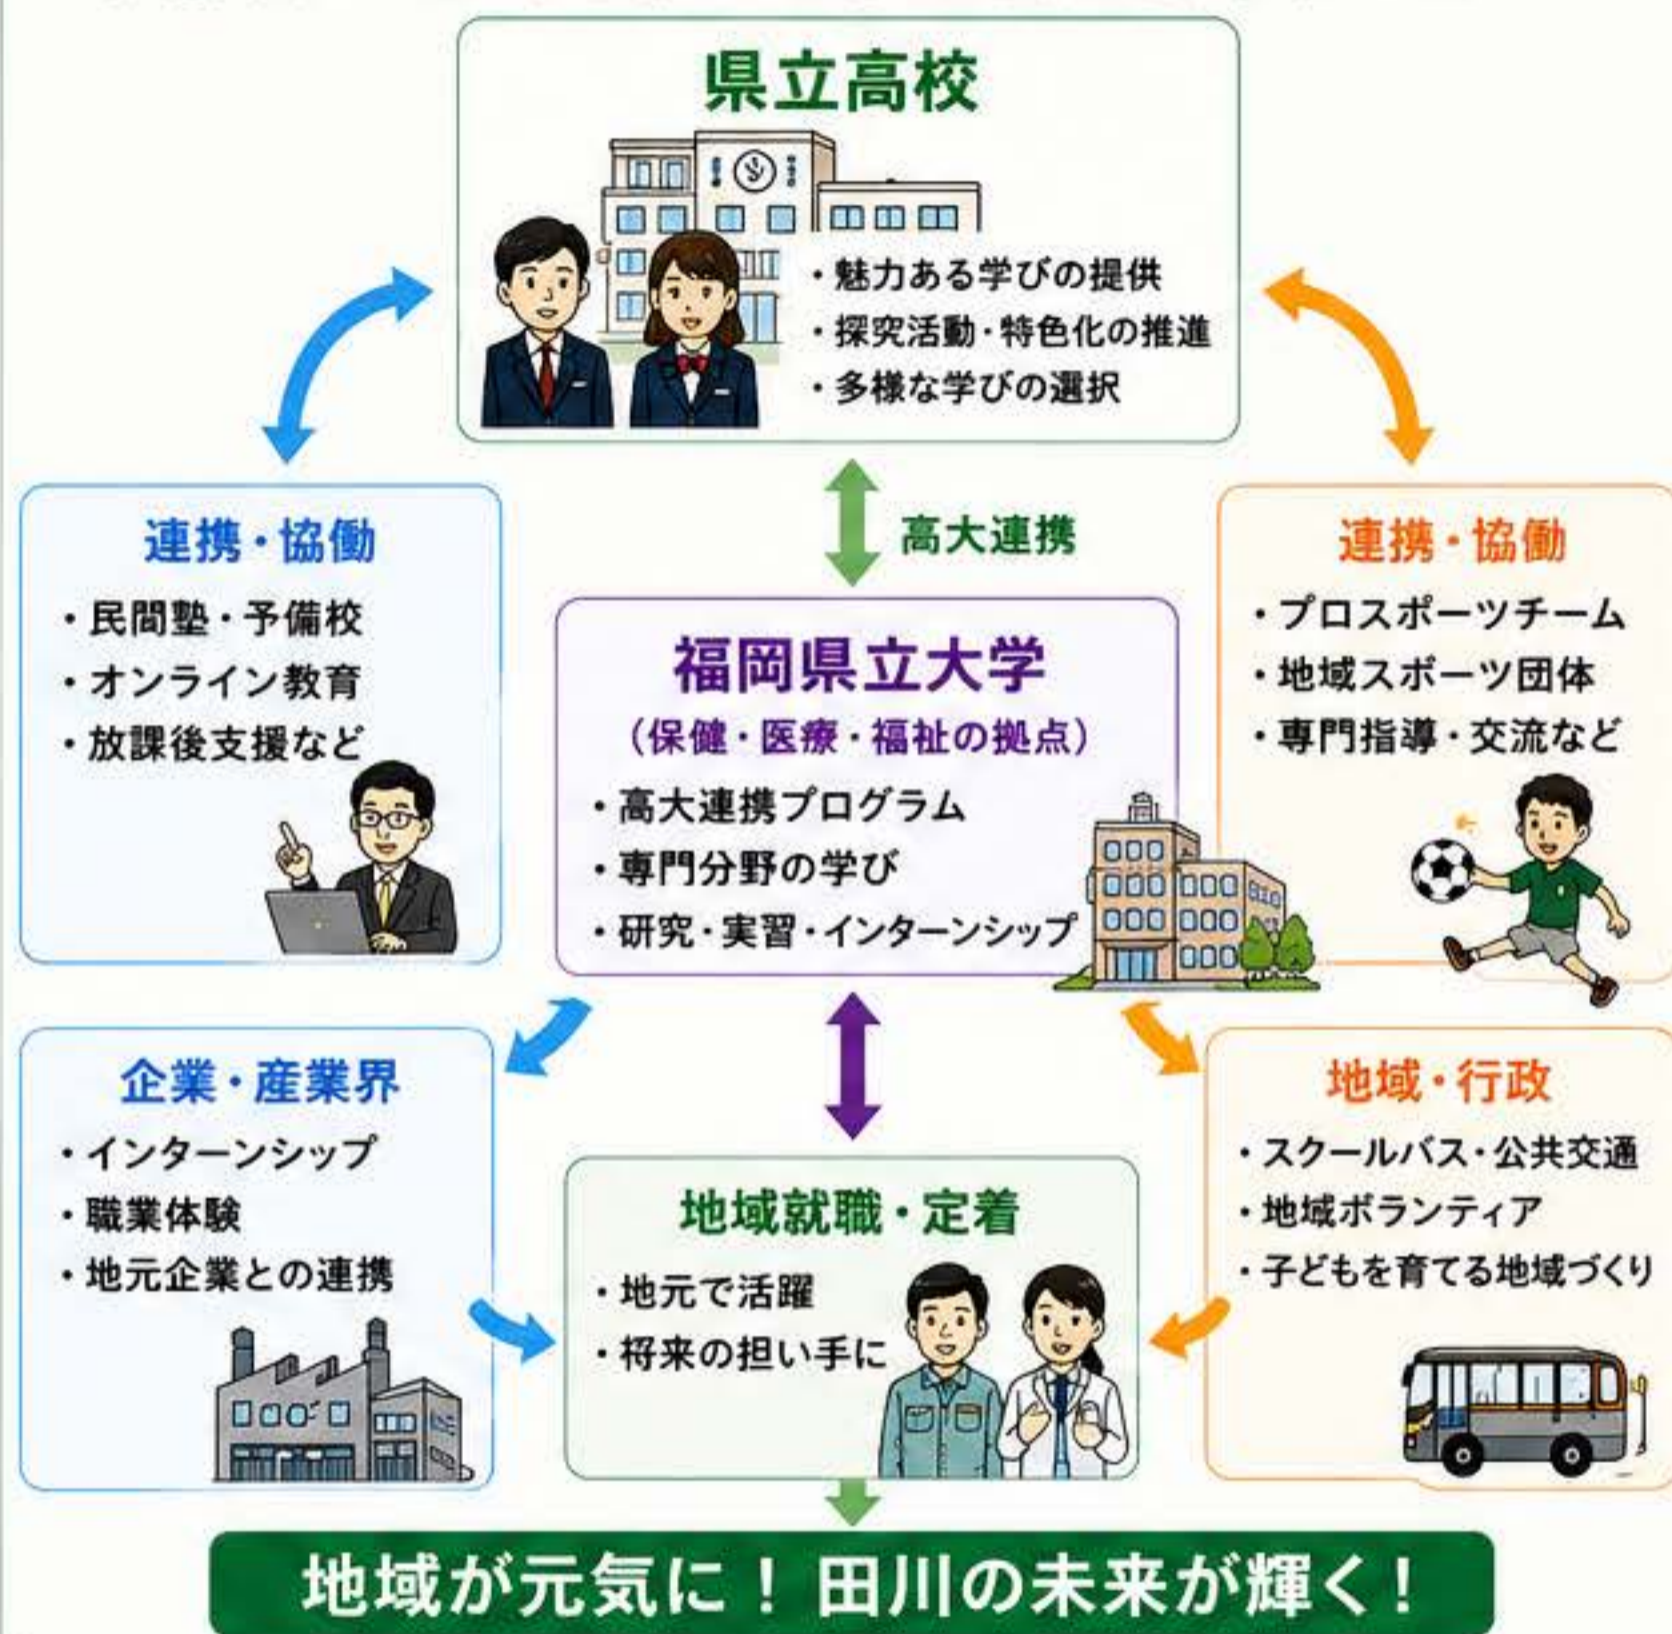 県立高校
・魅力ある学びの提供
・探究活動・特色化の推進
・多様な学びの選択
連携・協働
・民間塾・予備校
・オンライン教育
・放課後支援など
高大連携
連携・協働
・プロスポーツチーム
・地域スポーツ団体
・専門指導・交流など
福岡県立大学
（保健・医療・福祉の拠点）
・高大連携プログラム
・専門分野の学び
・研究・実習・インターンシップ
企業・産業界
・インターンシップ
・職業体験
・地元企業との連携
地域就職・定着
・地元で活躍
・将来の担い手に
地域・行政
・スクールバス・公共交通
・地域ボランティア
・子どもを育てる地域づくり
地域が元気に！田川の未来が輝く！